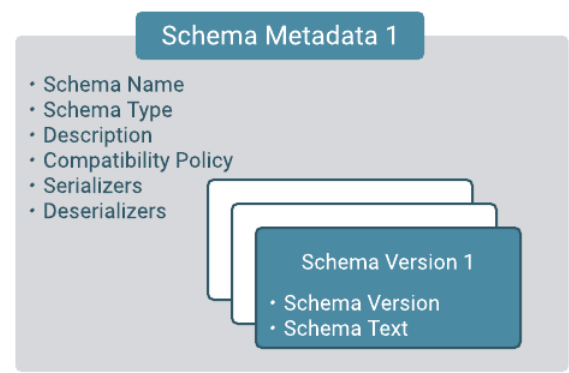 Schema Metadata 1
· Schema Name
· Schema Type
· Description
· Compatibility Policy
· Serializers
· Deserializers
Schema Version 1
· Schema Version
· Schema Text